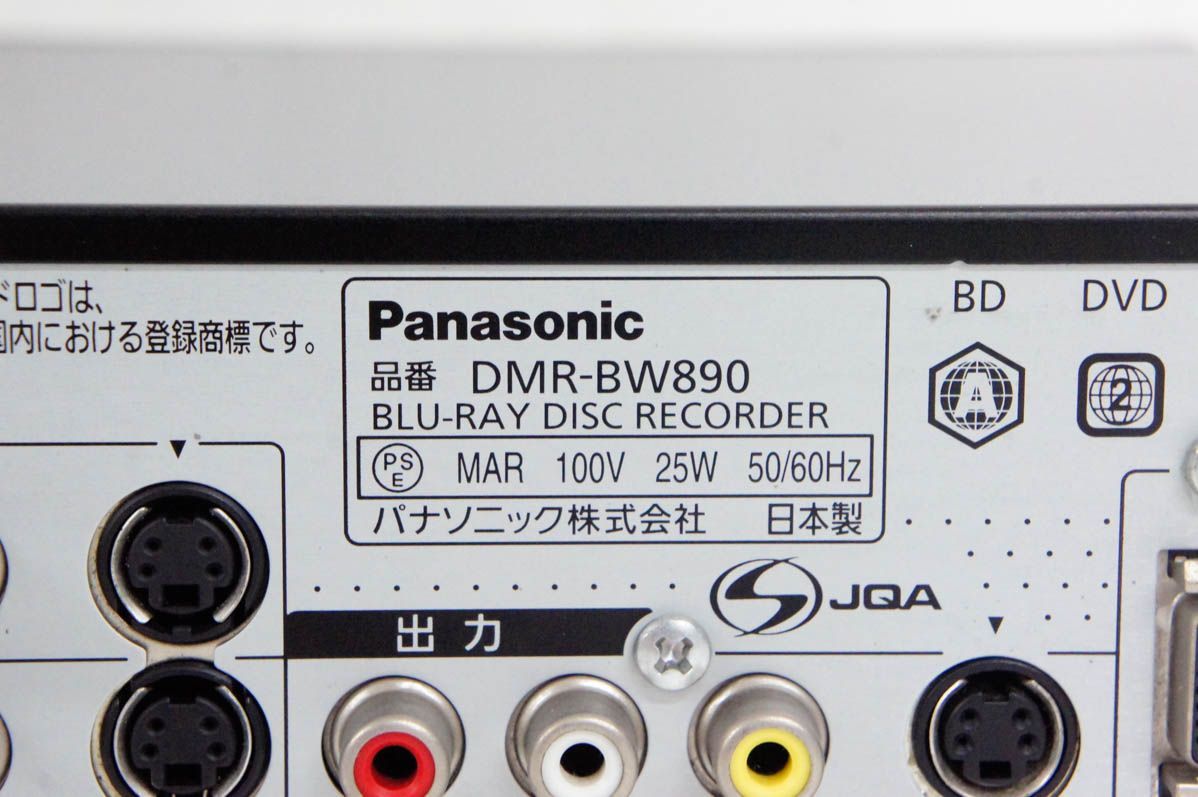 ドロゴは、
国内における登録商標です。
Panasonic
品番 DMR-BW890
BLU-RAY DISC RECORDER
PS E MAR 100V 25W 50/60Hz
パナソニック株式会社 日本製
BD DVD
A 2
S JQA
出力